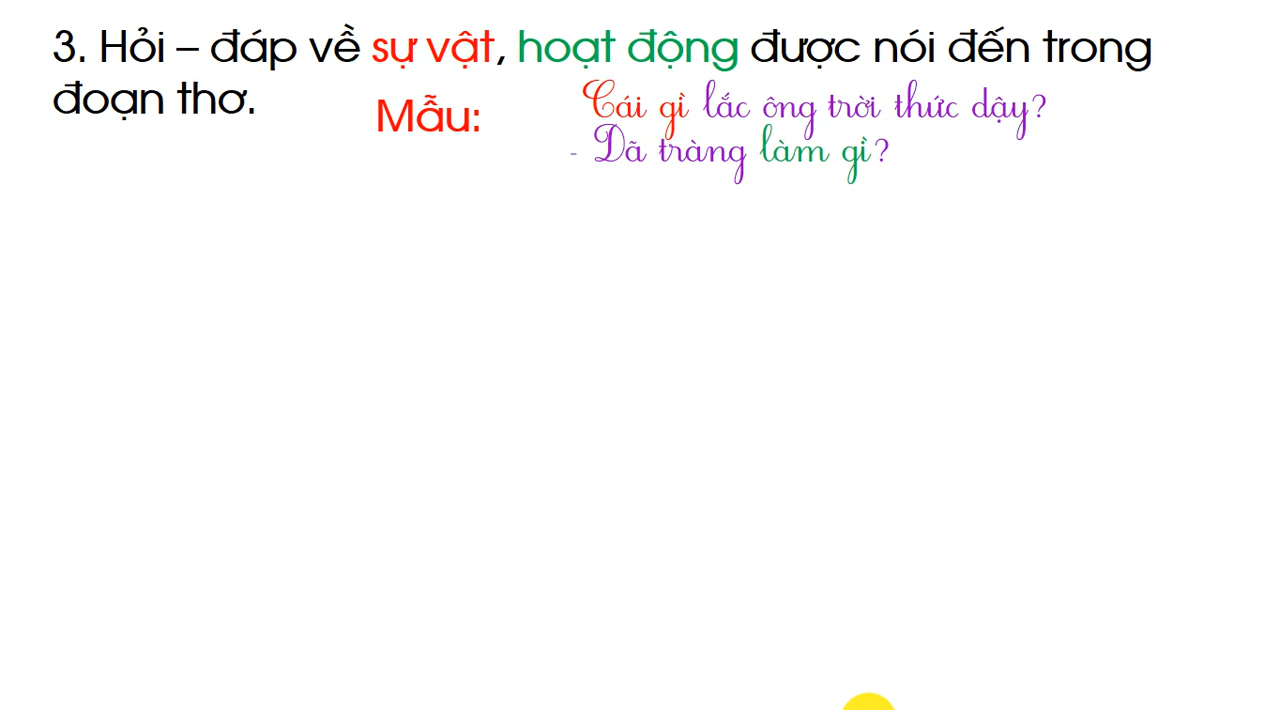 3. Hỏi – đáp về sự vật, hoạt động được nói đến trong
đoạn thơ.
Mẫu:
Cái gì lắc ông trời thức dậy?
- Dã tràng làm gì?